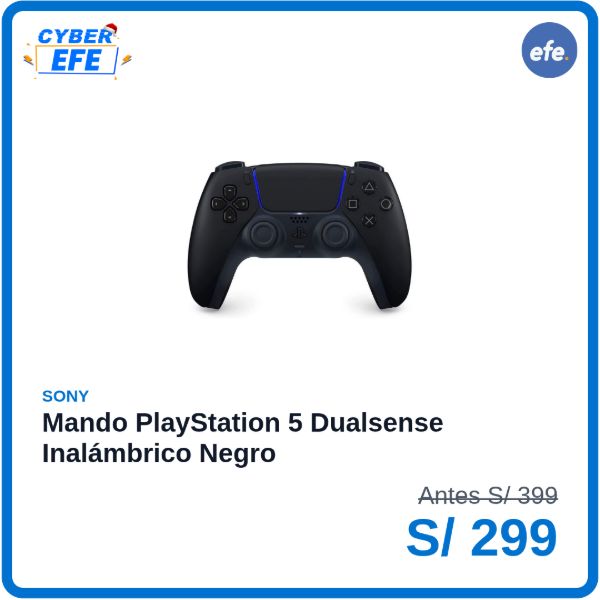 CYBER
EFE
efe.
SONY
Mando PlayStation 5 Dualsense
Inalámbrico Negro
Antes S/ 399
S/ 299